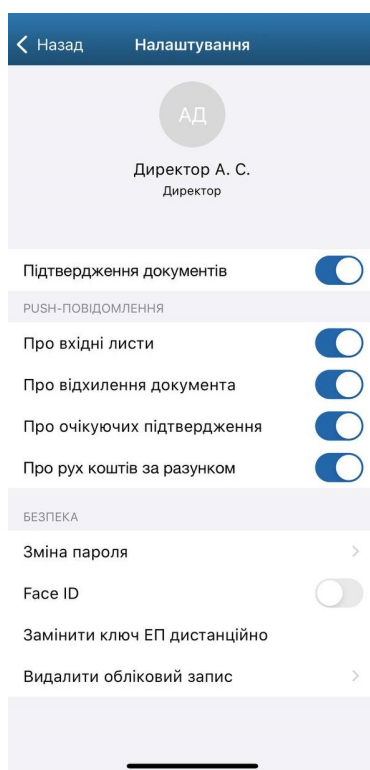 Назад Налаштування
АД
Директор А. С.
Директор
Підтвердження документів
PUSH-ПОВІДОМЛЕННЯ
Про вхідні листи
Про відхилення документа
Про очікуючих підтвердження
Про рух коштів за разунком
БЕЗПЕКА
Зміна пароля
Face ID
Замінити ключ ЕП дистанційно
Видалити обліковий запис